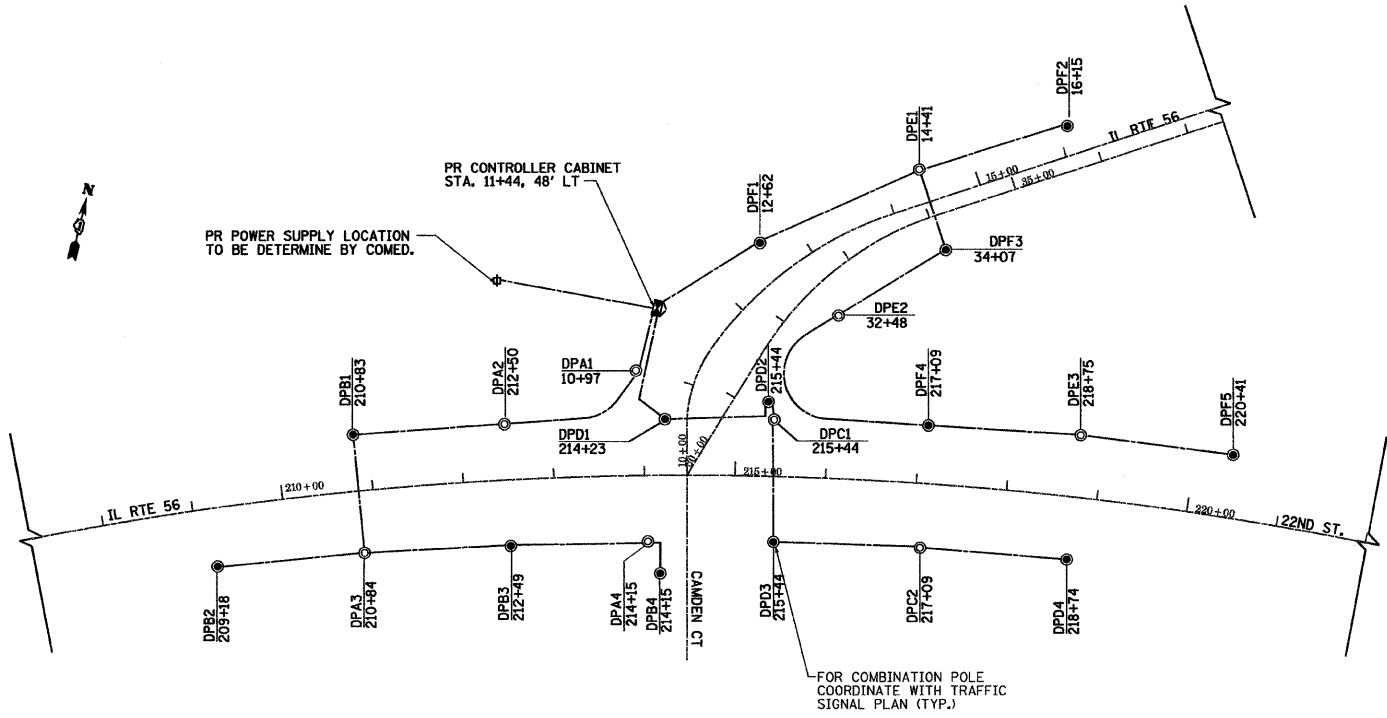 DPF2
16+15
IL RTE 56
DPE1
14+41
15+00
35+00
PR CONTROLLER CABINET
STA. 11+44, 48' LT
N
DPF1
12+62
PR POWER SUPPLY LOCATION
TO BE DETERMINE BY COMED.
DPF3
34+07
DPE2
32+48
DPB1
210+83
DPA2
212+50
DPA1
10+97
DPD2
215+44
DPF4
217+09
DPE3
218+75
DPF5
220+41
DPD1
214+23
DPC1
215+44
10+00
30+00
215+00
210+00
IL RTE 56
220+00
22ND ST.
DPB2
209+18
DPA3
210+84
DPB3
212+49
DPA4
214+15
DPB4
214+15
CAMDEN CT
DPD3
215+44
DPC2
217+09
DPD4
218+74
FOR COMBINATION POLE
COORDINATE WITH TRAFFIC
SIGNAL PLAN (TYP.)